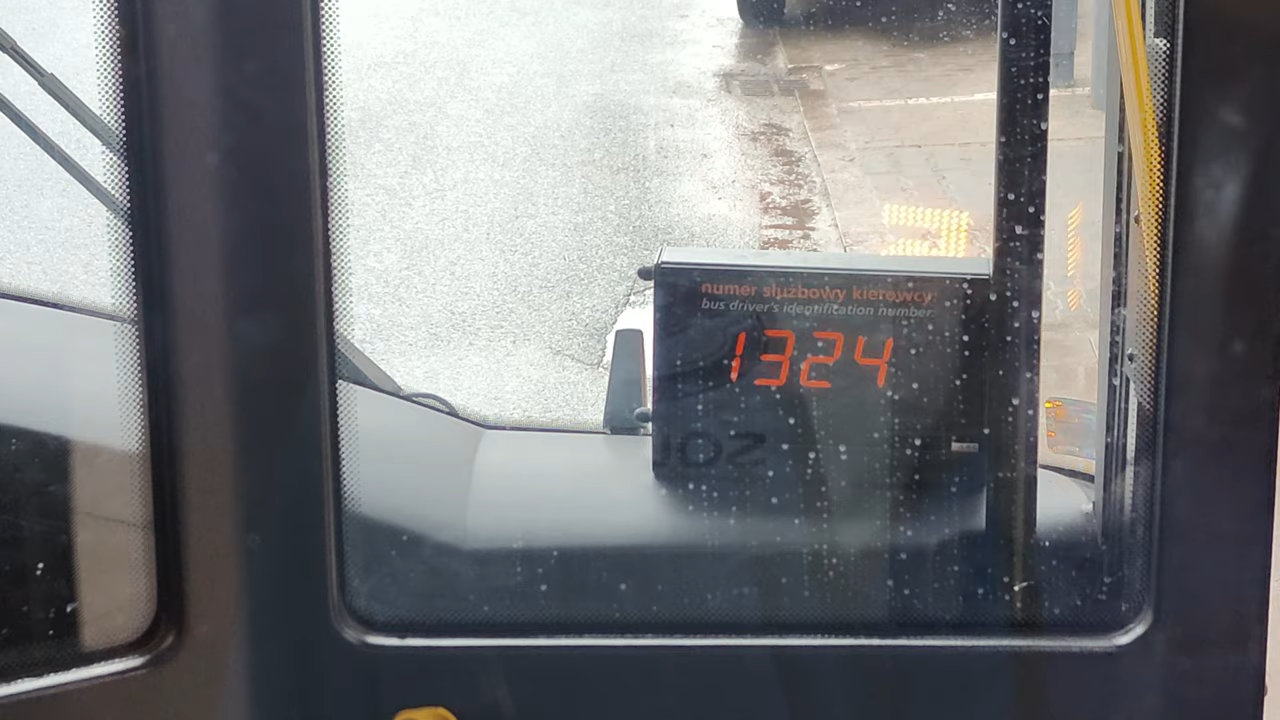 numer służbowy kierowcy:
bus driver's identification number:
1324